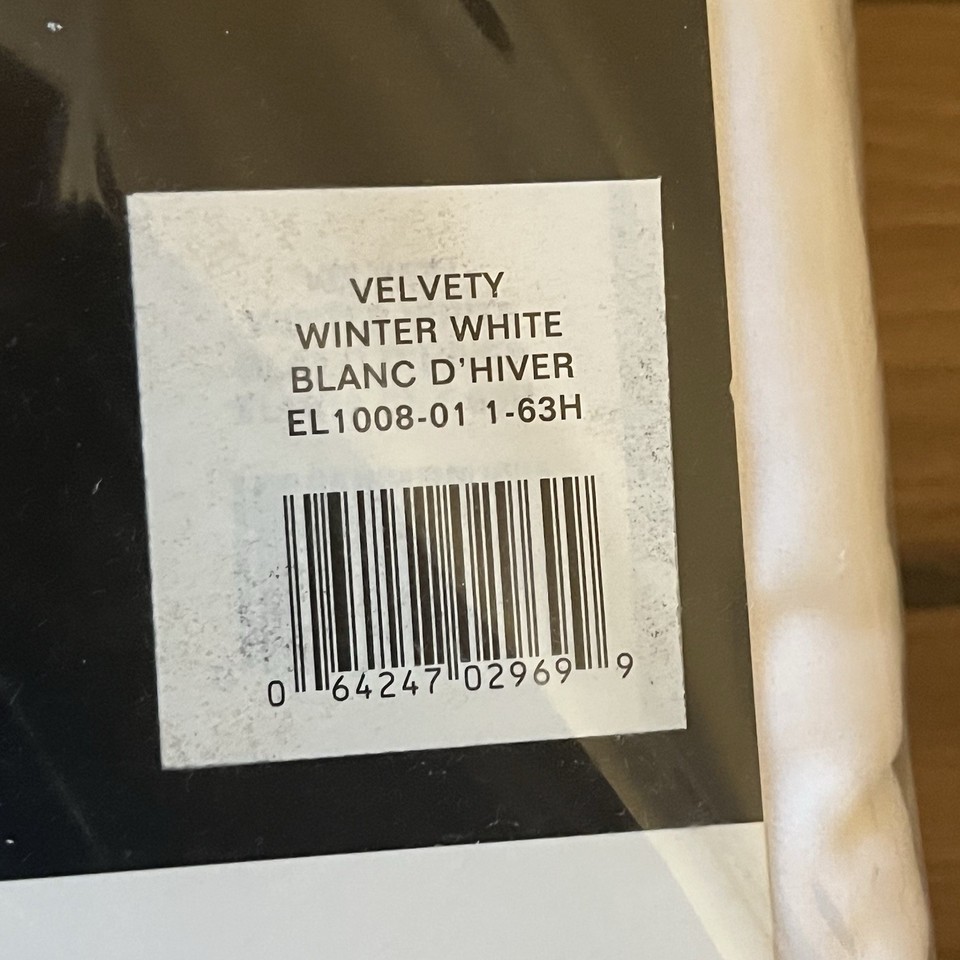 VELVETY
WINTER WHITE
BLANC D'HIVER
EL1008-01 1-63H
0 64247 02969 9